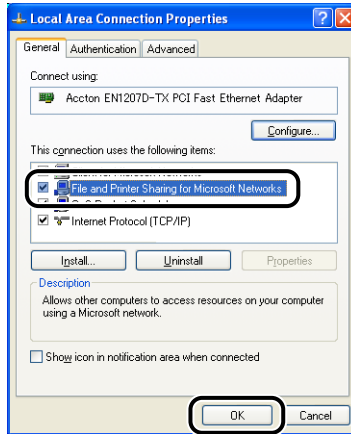 Local Area Connection Properties
General Authentication Advanced
Connect using:
Accton EN1207D-TX PCI Fast Ethernet Adapter
Configure...
This connection uses the following items:
File and Printer Sharing for Microsoft Networks
Internet Protocol (TCP/IP)
Install... Uninstall Properties
Description
Allows other computers to access resources on your computer
using a Microsoft network.
Show icon in notification area when connected
OK Cancel